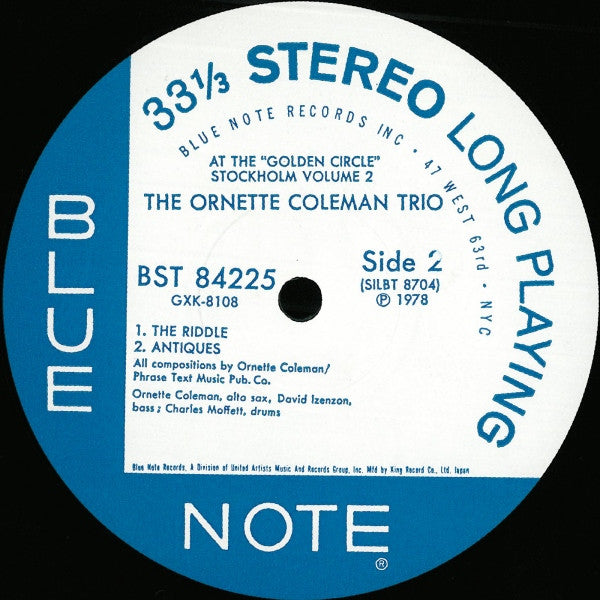 33⅓ STEREO LONG PLAYING
BLUE NOTE RECORDS INC • 47 WEST 63rd • NYC
AT THE "GOLDEN CIRCLE"
STOCKHOLM VOLUME 2
THE ORNETTE COLEMAN TRIO
BST 84225
GXK-8108
Side 2
(SILBT 8704)
℗ 1978
1. THE RIDDLE
2. ANTIQUES
All compositions by Ornette Coleman/
Phrase Text Music Pub. Co.
Ornette Coleman, alto sax, David Izenzon,
bass; Charles Moffett, drums
Blue Note Records, A Division of United Artists Music And Records Group, Inc. Mfd by King Record Co., Ltd. Japan
BLUE
NOTE®